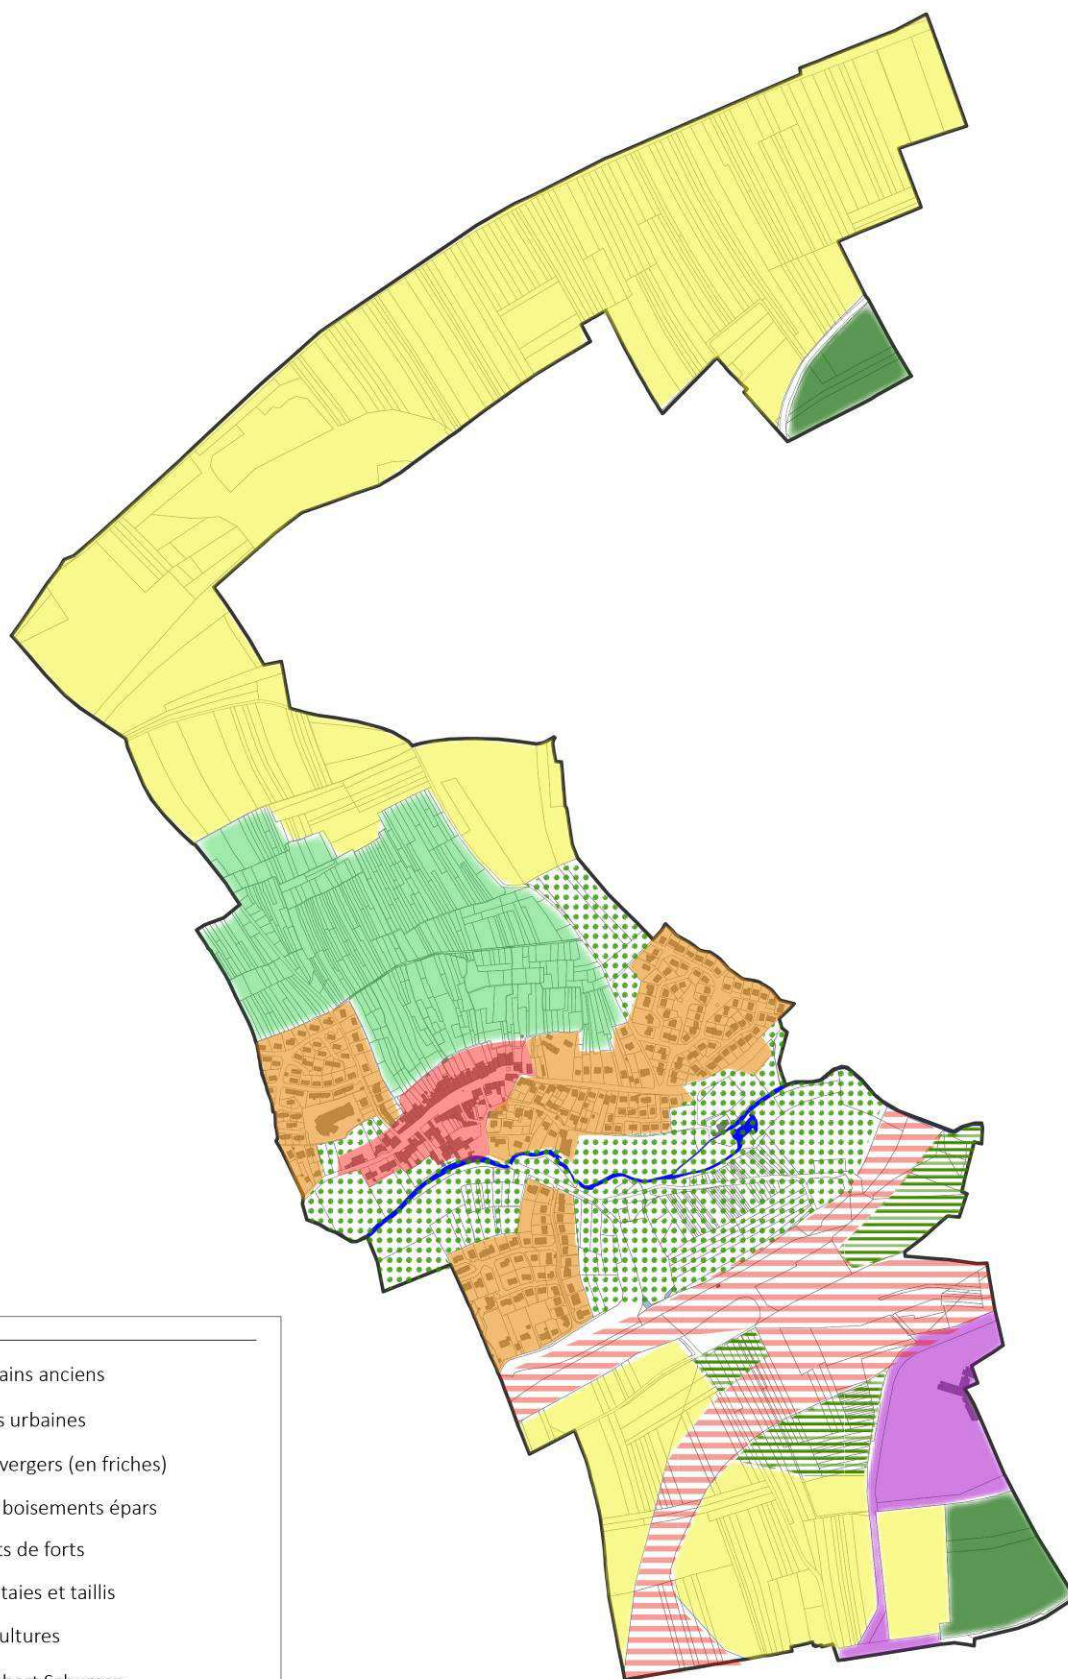 ains anciens
s urbaines
vergers (en friches)
boisements épars
ts de forts
taies et taillis
ultures